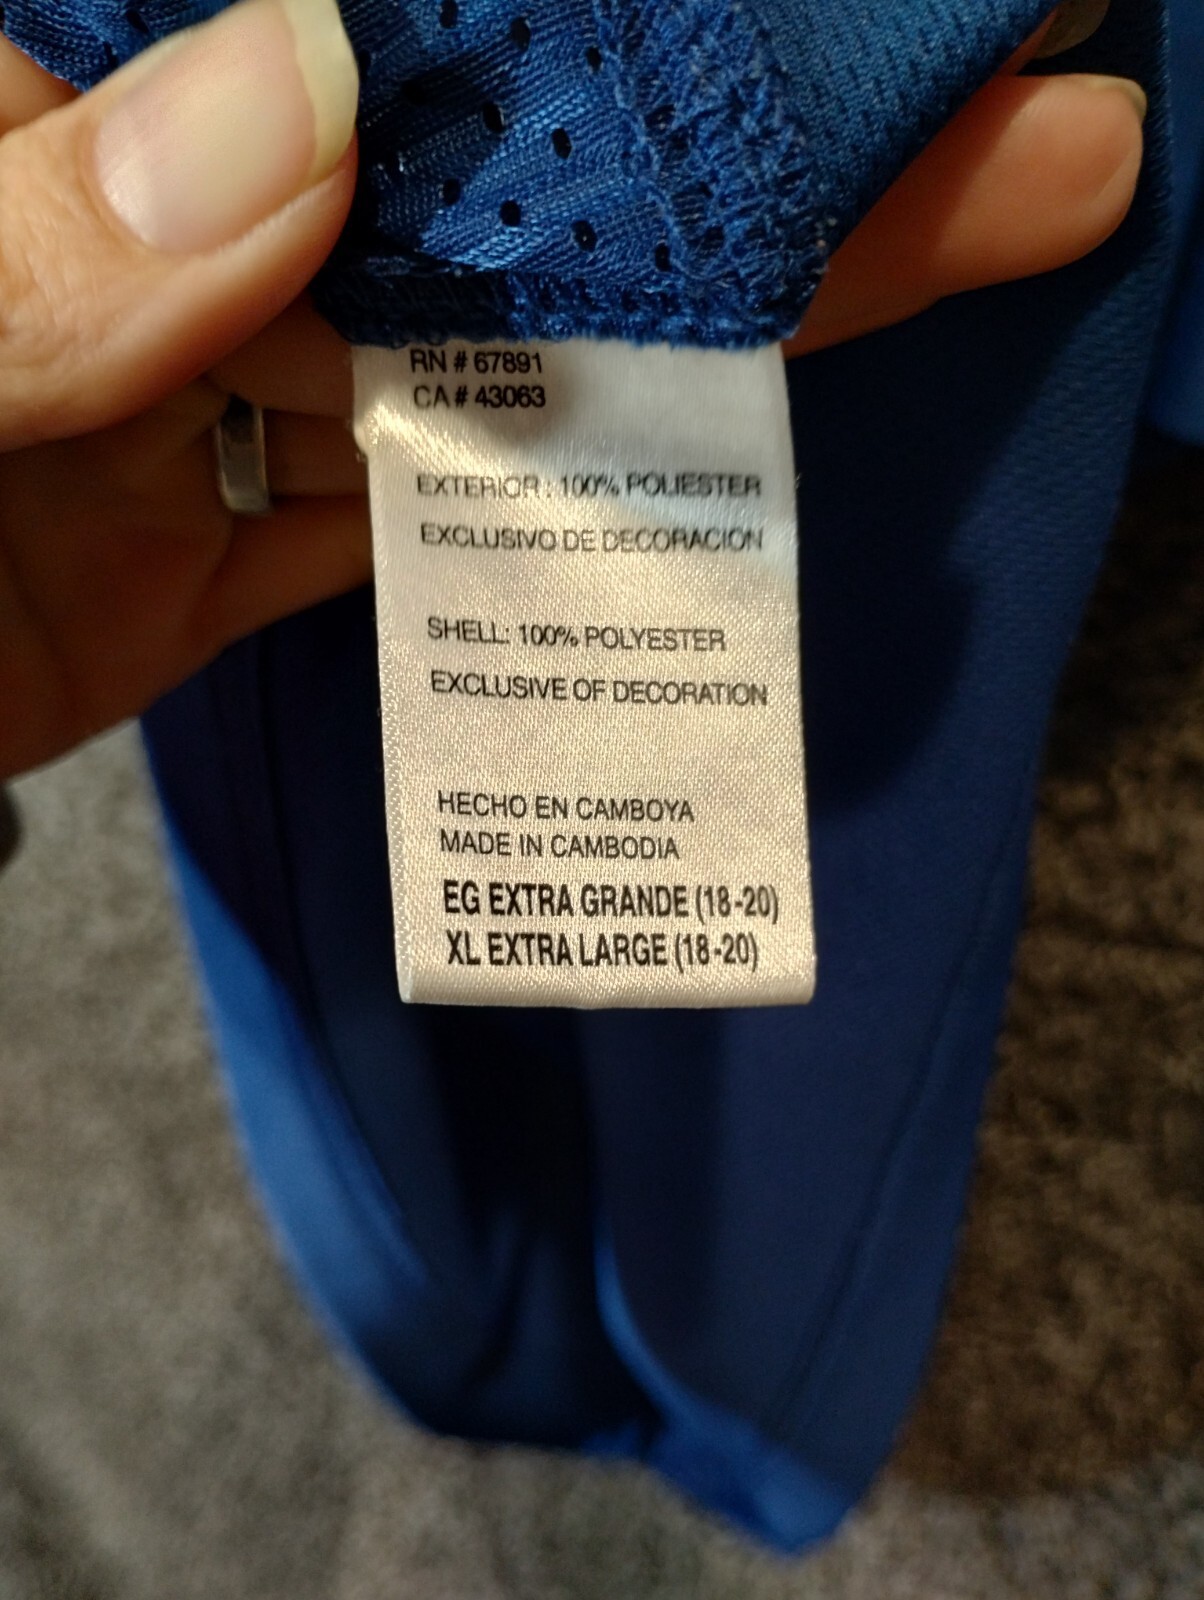 RN # 67891
CA # 43063
EXTERIOR : 100% POLIESTER
EXCLUSIVO DE DECORACION
SHELL: 100% POLYESTER
EXCLUSIVE OF DECORATION
HECHO EN CAMBOYA
MADE IN CAMBODIA
EG EXTRA GRANDE (18-20)
XL EXTRA LARGE (18-20)